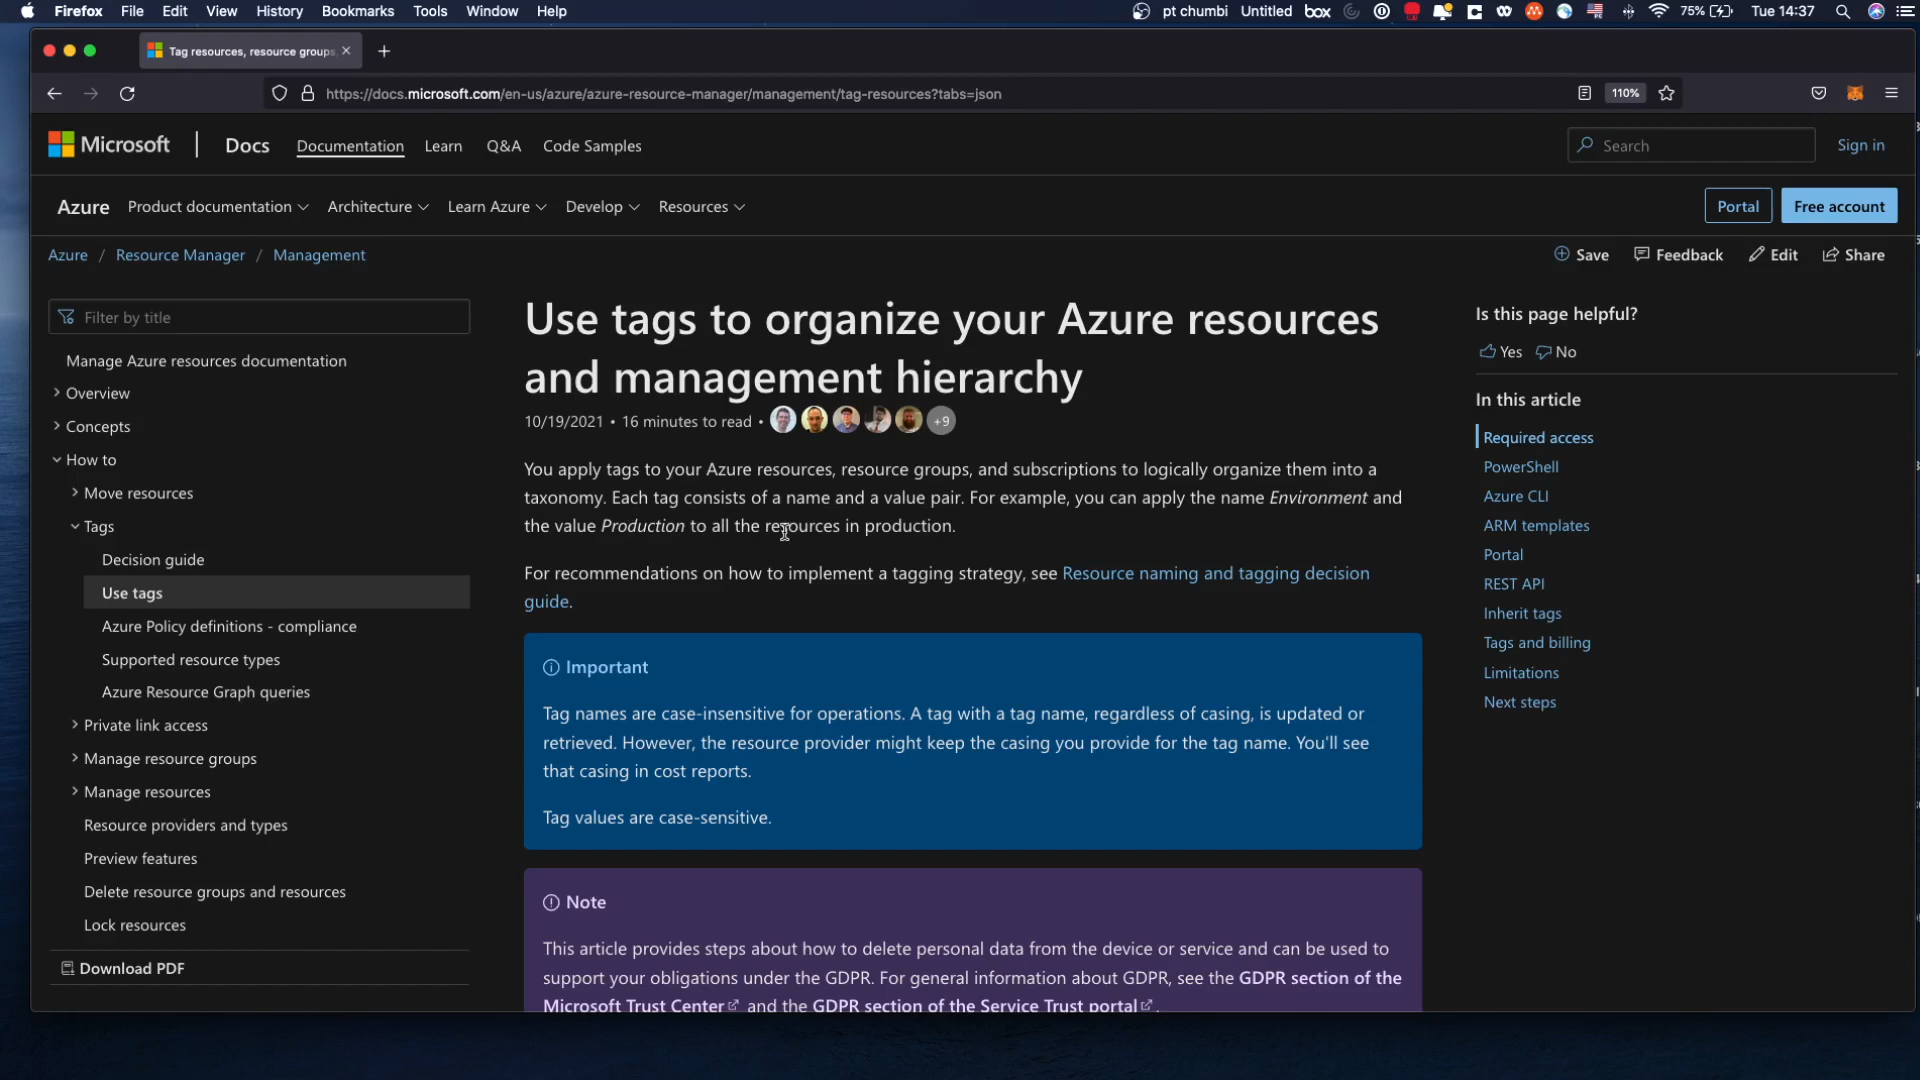 Firefox File Edit View History Bookmarks Tools Window Help
pt chumbi Untitled box 75% Tue 14:37
Tag resources, resource groups
https://docs.microsoft.com/en-us/azure/azure-resource-manager/management/tag-resources?tabs=json
110%
Microsoft
Docs Documentation Learn Q&A Code Samples
Search
Sign in
Azure Product documentation Architecture Learn Azure Develop Resources
Portal
Free account
Azure / Resource Manager / Management
Save Feedback Edit Share
Filter by title
Manage Azure resources documentation
Overview
Concepts
How to
Move resources
Tags
Decision guide
Use tags
Azure Policy definitions - compliance
Supported resource types
Azure Resource Graph queries
Private link access
Manage resource groups
Manage resources
Resource providers and types
Preview features
Delete resource groups and resources
Lock resources
Download PDF
Use tags to organize your Azure resources
and management hierarchy
10/19/2021 • 16 minutes to read • +9
You apply tags to your Azure resources, resource groups, and subscriptions to logically organize them into a
taxonomy. Each tag consists of a name and a value pair. For example, you can apply the name Environment and
the value Production to all the resources in production.
For recommendations on how to implement a tagging strategy, see Resource naming and tagging decision
guide.
Important
Tag names are case-insensitive for operations. A tag with a tag name, regardless of casing, is updated or
retrieved. However, the resource provider might keep the casing you provide for the tag name. You'll see
that casing in cost reports.
Tag values are case-sensitive.
Note
This article provides steps about how to delete personal data from the device or service and can be used to
support your obligations under the GDPR. For general information about GDPR, see the GDPR section of the
Microsoft Trust Center and the GDPR section of the Service Trust portal.
Is this page helpful?
Yes No
In this article
Required access
PowerShell
Azure CLI
ARM templates
Portal
REST API
Inherit tags
Tags and billing
Limitations
Next steps